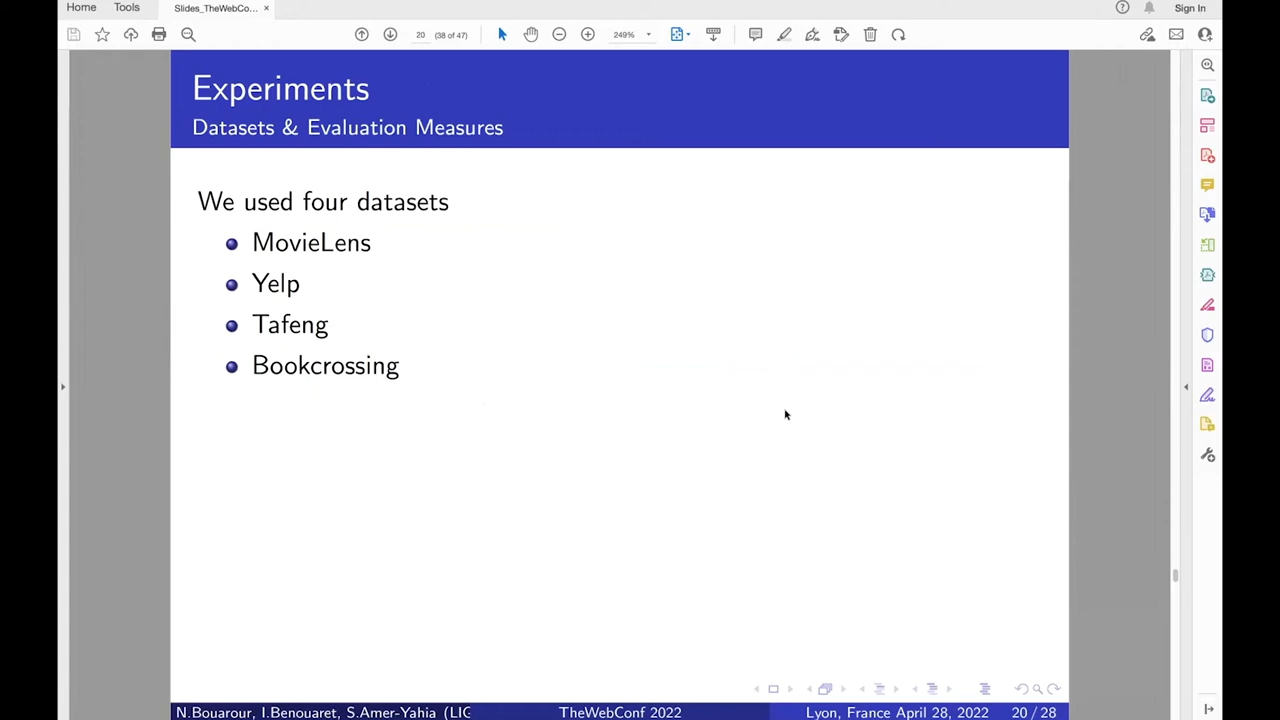 Home Tools Slides_TheWebCo... × Sign In
20 (38 of 47) 249%
Experiments
Datasets & Evaluation Measures
We used four datasets
MovieLens
Yelp
Tafeng
Bookcrossing
N.Bouarour, I.Benouaret, S.Amer-Yahia (LIG TheWebConf 2022 Lyon, France April 28, 2022 20 / 28